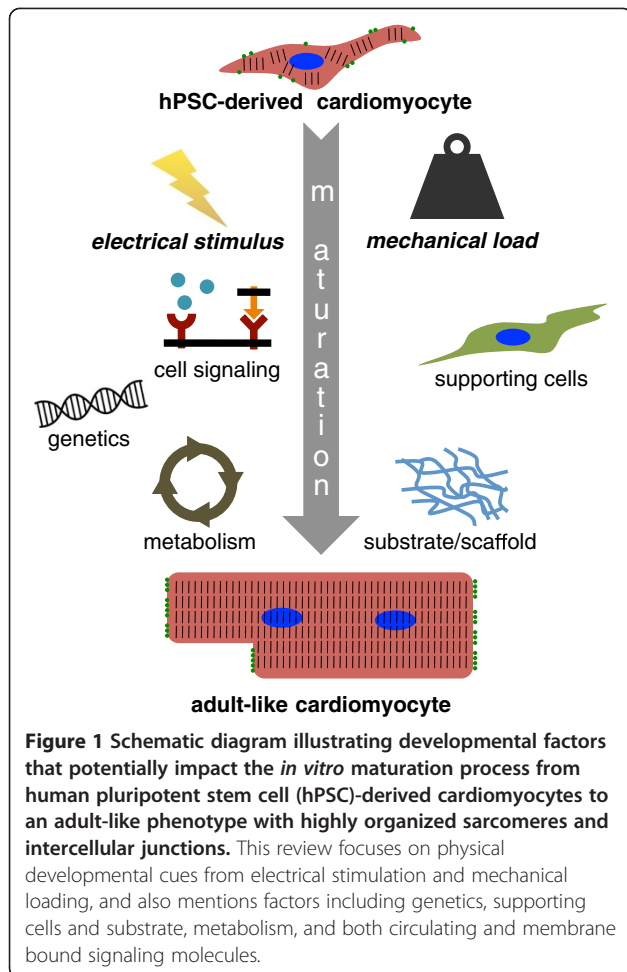 hPSC-derived cardiomyocyte
maturation
electrical stimulus
mechanical load
cell signaling
supporting cells
genetics
metabolism
substrate/scaffold
adult-like cardiomyocyte
Figure 1 Schematic diagram illustrating developmental factors
that potentially impact the in vitro maturation process from
human pluripotent stem cell (hPSC)-derived cardiomyocytes to
an adult-like phenotype with highly organized sarcomeres and
intercellular junctions. This review focuses on physical
developmental cues from electrical stimulation and mechanical
loading, and also mentions factors including genetics, supporting
cells and substrate, metabolism, and both circulating and membrane
bound signaling molecules.